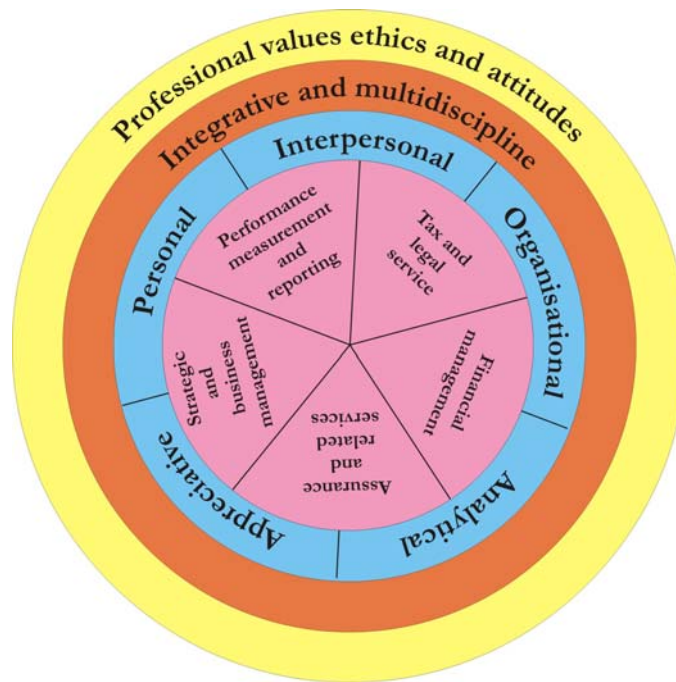 Professional values ethics and attitudes
Integrative and multidiscipline
Interpersonal
Organisational
Analytical
Appreciative
Personal
Performance
measurement
and
reporting
Tax and
legal
service
Financial
management
Assurance
and
related
services
Strategic
and
business
management